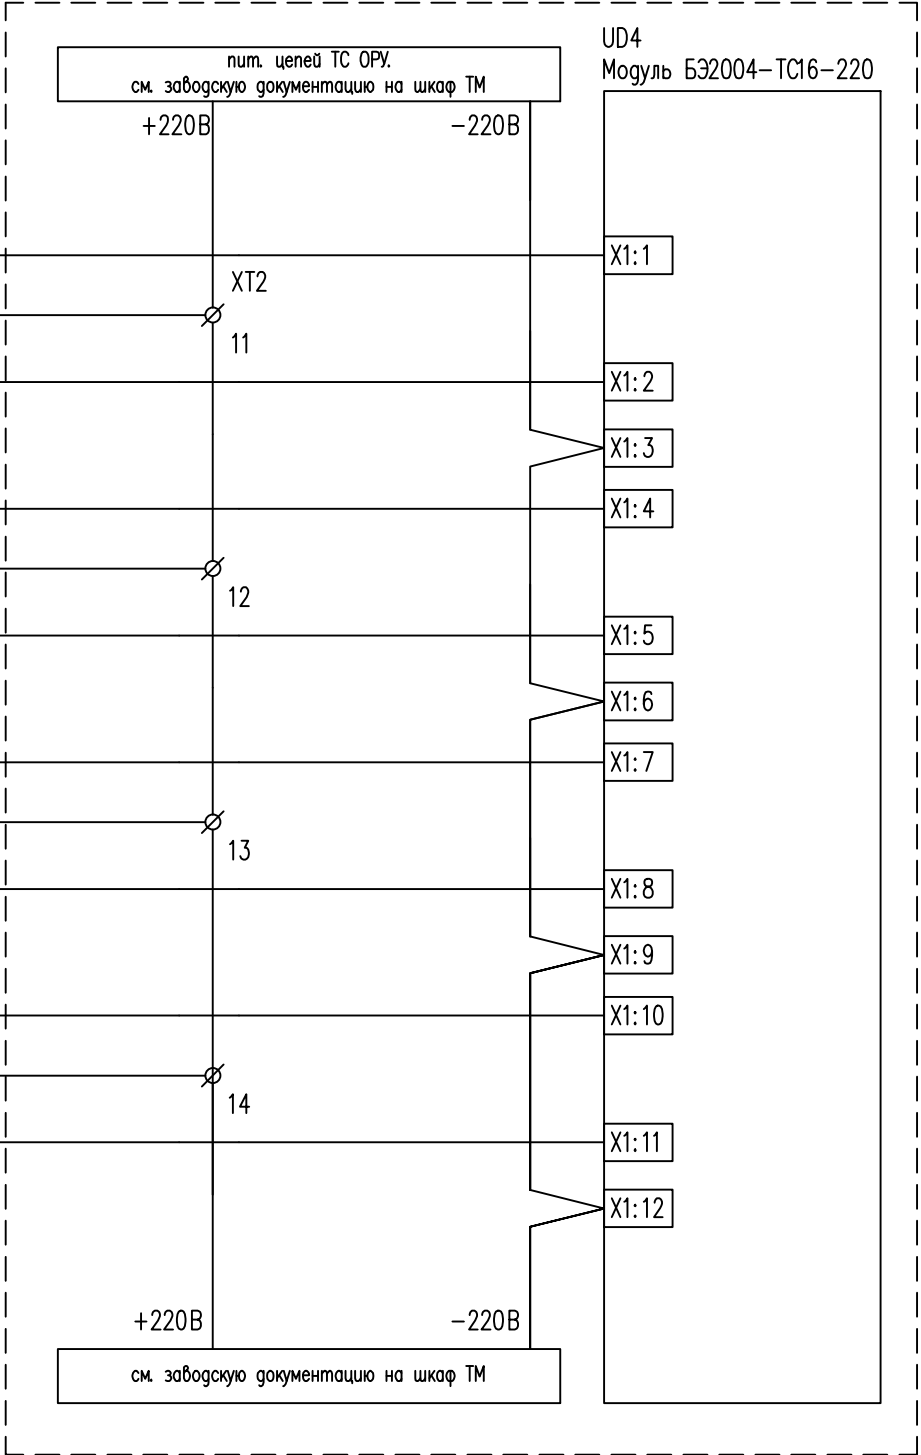 UD4
Модуль БЭ2004-ТС16-220
пит. цепей ТС ОРУ.
см. заводскую документацию на шкаф ТМ
+220В
-220В
X1:1
XT2
11
X1:2
X1:3
X1:4
12
X1:5
X1:6
X1:7
13
X1:8
X1:9
X1:10
14
X1:11
X1:12
+220В
-220В
см. заводскую документацию на шкаф ТМ